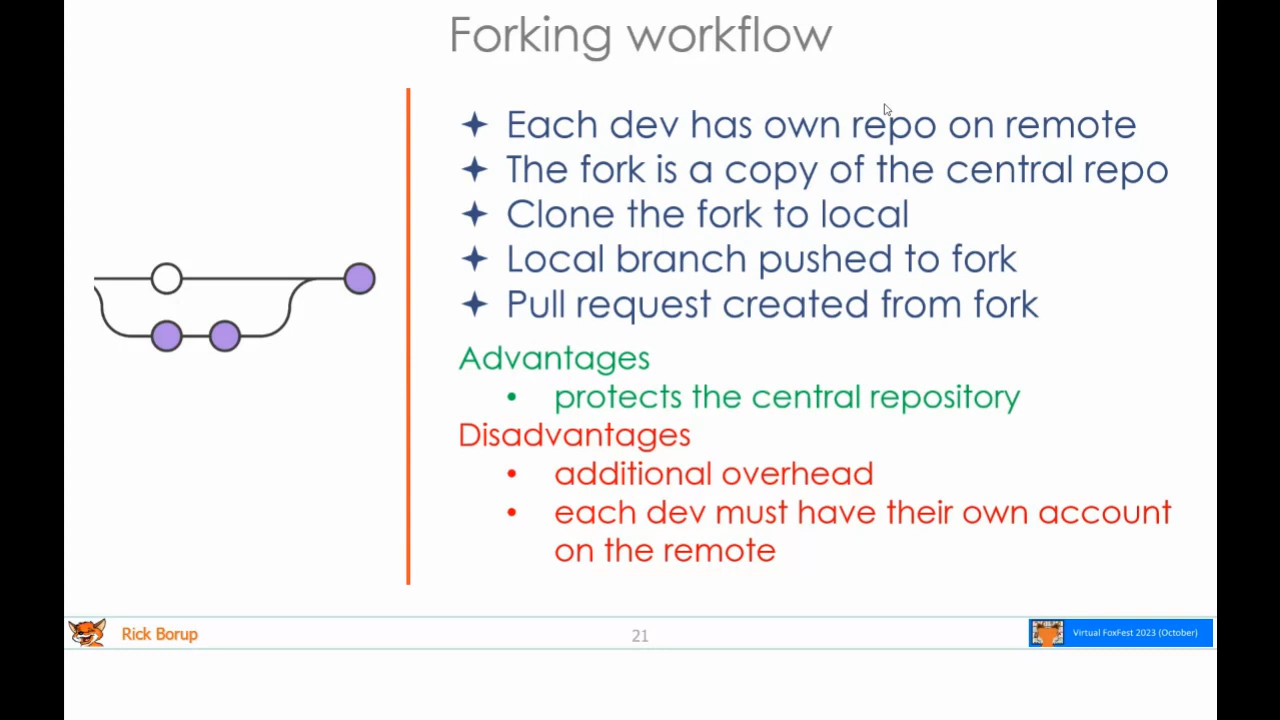 Forking workflow
Each dev has own repo on remote
The fork is a copy of the central repo
Clone the fork to local
Local branch pushed to fork
Pull request created from fork
Advantages
• protects the central repository
Disadvantages
• additional overhead
• each dev must have their own account
on the remote
Rick Borup
21
Virtual FoxFest 2023 (October)